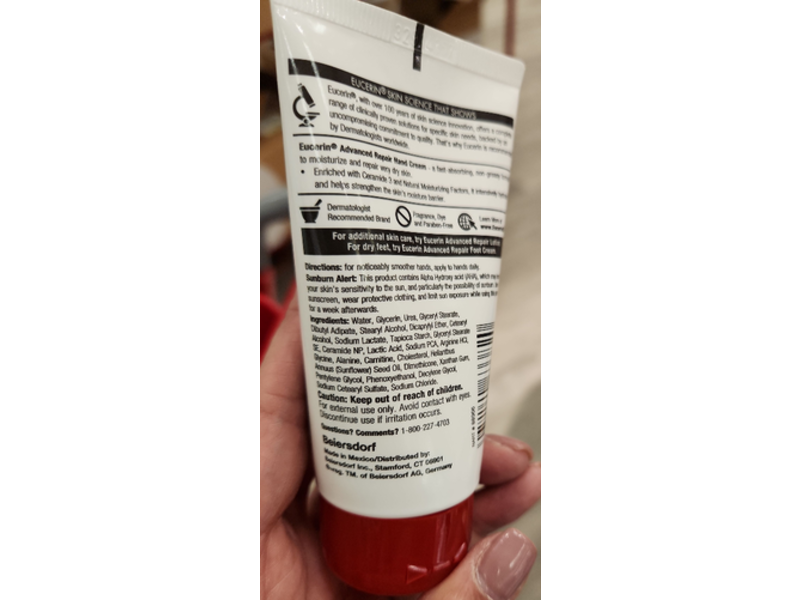 EUCERIN® SKIN SCIENCE THAT SHOWS
Eucerin®, with over 100 years of skin science innovation, offers a
range of clinically proven solutions for specific skin needs, backed by an
uncompromising commitment to quality. That's why Eucerin is
by Dermatologists worldwide.
Eucerin® Advanced Repair Hand Cream - a fast absorbing,
to moisturize and repair very dry skin.
• Enriched with Ceramide 3 and Natural Moisturizing Factors, it intensively
and helps strengthen the skin's moisture barrier.
Dermatologist
Recommended Brand
Fragrance, Dye
and Paraben-Free
Learn More
www.
For additional skin care, try Eucerin Advanced Repair Lotion
For dry feet, try Eucerin Advanced Repair Foot Cream
Directions: for noticeably smoother hands, apply to hands daily.
Sunburn Alert: This product contains Alpha Hydroxy acid (AHA), which may
your skin's sensitivity to the sun, and particularly the possibility of sunburn.
sunscreen, wear protective clothing, and limit sun exposure while using
for a week afterwards.
Ingredients: Water, Glycerin, Urea, Glyceryl Stearate,
Dibutyl Adipate, Stearyl Alcohol, Dicaprylyl Ether, Cetearyl
Alcohol, Sodium Lactate, Tapioca Starch, Glyceryl Stearate
SE, Ceramide NP, Lactic Acid, Sodium PCA, Arginine HCl,
Glycine, Alanine, Carnitine, Cholesterol, Helianthus
Annuus (Sunflower) Seed Oil, Dimethicone, Xanthan Gum,
Pentylene Glycol, Phenoxyethanol, Decylene Glycol,
Sodium Cetearyl Sulfate, Sodium Chloride.
Caution: Keep out of reach of children.
For external use only. Avoid contact with eyes.
Discontinue use if irritation occurs.
Questions? Comments? 1-800-227-4703
Beiersdorf
Made in Mexico/Distributed by:
Beiersdorf Inc., Stamford, CT 06901
®=reg. TM. of Beiersdorf AG, Germany